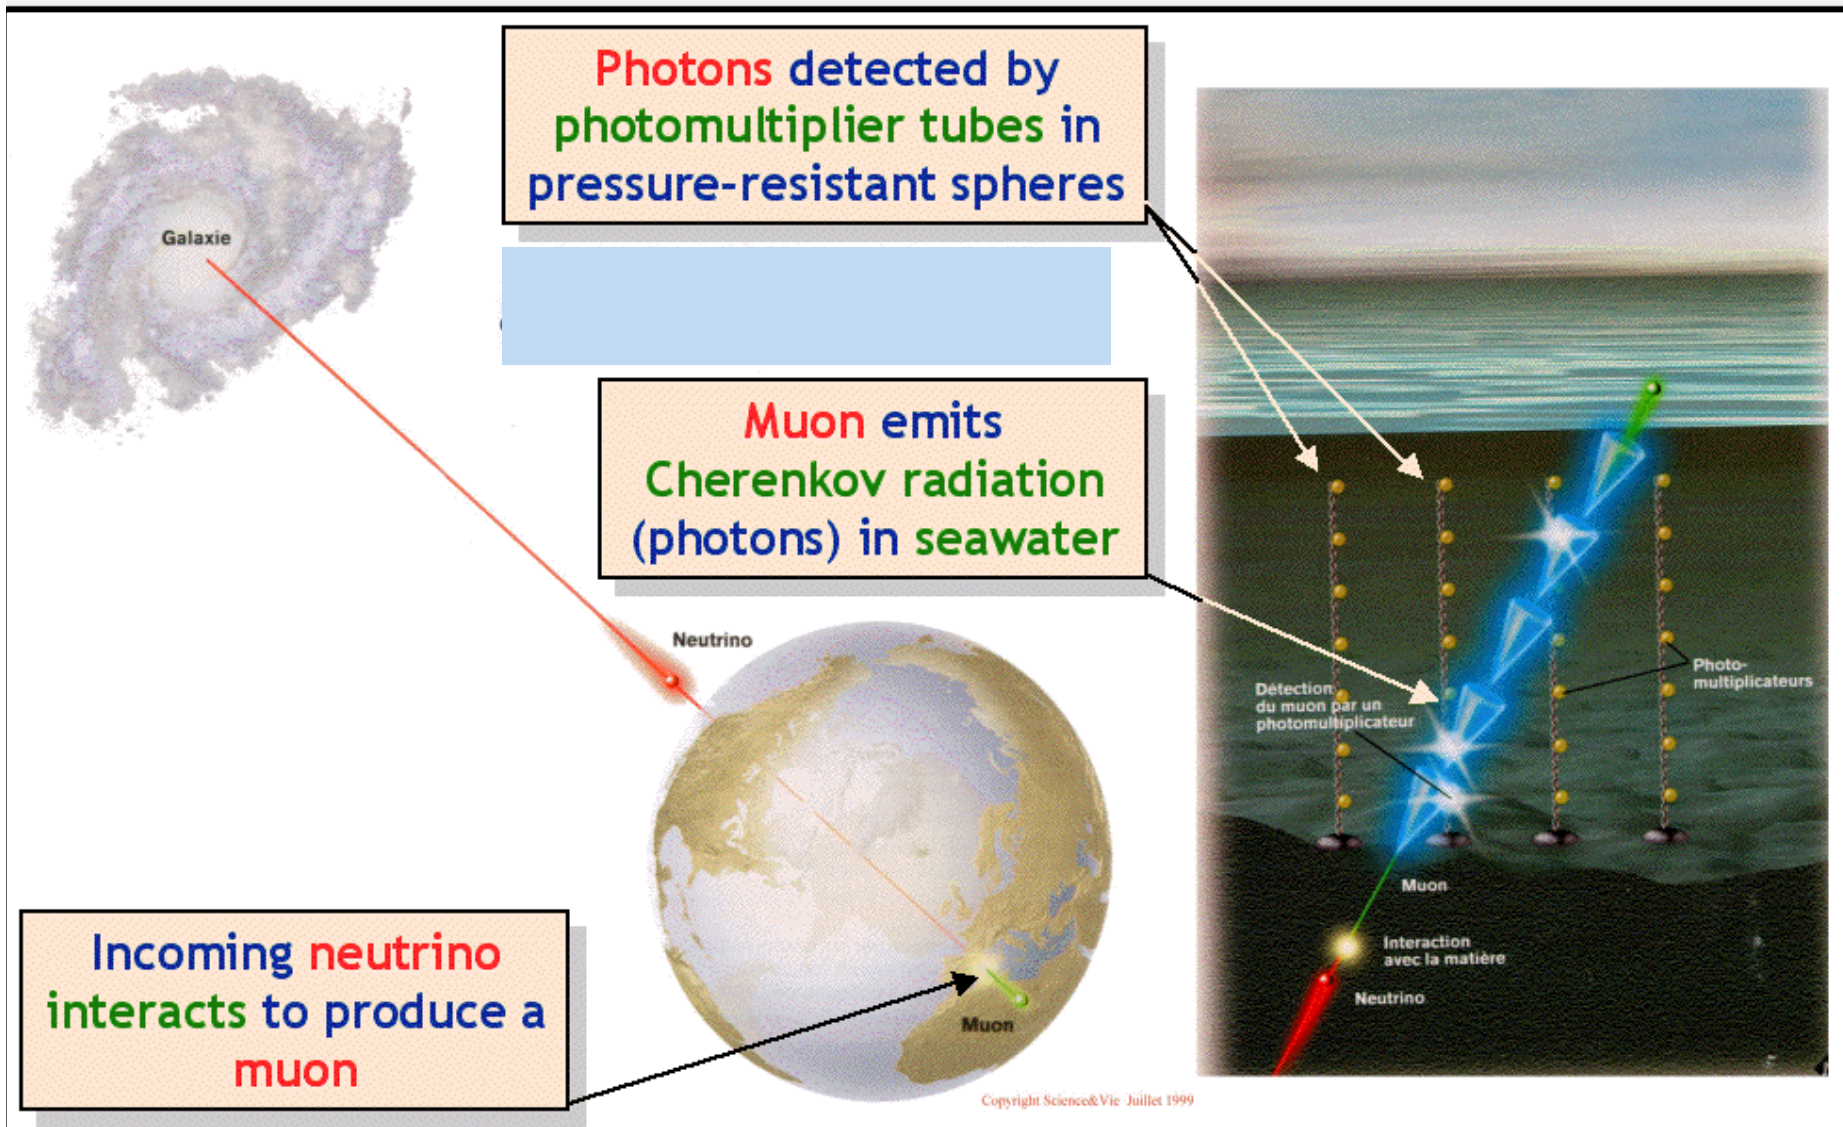 Photons detected by
photomultiplier tubes in
pressure-resistant spheres
Galaxie
Muon emits
Cherenkov radiation
(photons) in seawater
Neutrino
Photo-
multiplicateurs
Détection
du muon par un
photomultiplicateur
Muon
Interaction
avec la matière
Neutrino
Incoming neutrino
interacts to produce a
muon
Muon
Copyright Science&Vie Juillet 1999